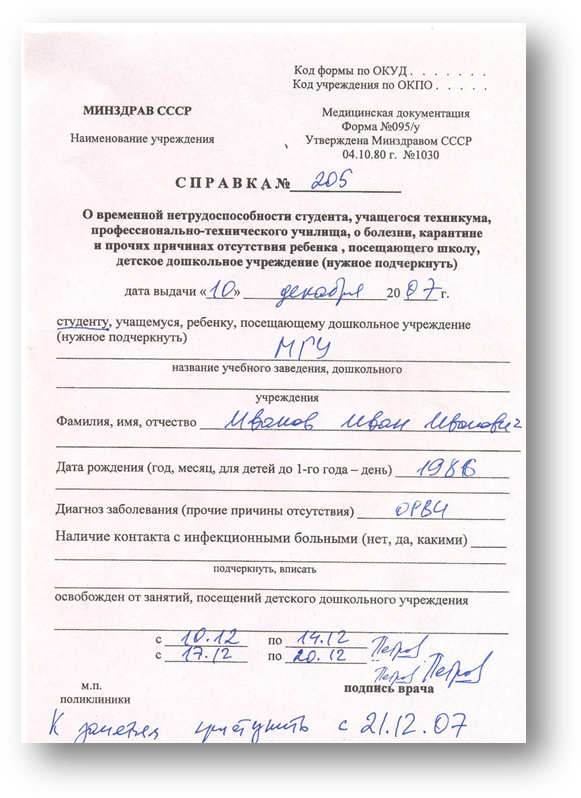 Код формы по ОКУД . . . . . . .
Код учреждения по ОКПО . . . . .
МИНЗДРАВ СССР
Медицинская документация
Форма №095/у
Наименование учреждения
Утверждена Минздравом СССР
04.10.80 г. №1030
СПРАВКА№ 205
О временной нетрудоспособности студента, учащегося техникума,
профессионально-технического училища, о болезни, карантине
и прочих причинах отсутствия ребенка , посещающего школу,
детское дошкольное учреждение (нужное подчеркнуть)
дата выдачи «10» декабря 20 07 г.
студенту, учащемуся, ребенку, посещающему дошкольное учреждение
(нужное подчеркнуть)
МГУ
название учебного заведения, дошкольного
учреждения
Фамилия, имя, отчество Иванов Иван Иванович
Дата рождения (год, месяц, для детей до 1-го года – день) 1986
Диагноз заболевания (прочие причины отсутствия) ОРВИ
Наличие контакта с инфекционными больными (нет, да, какими)
подчеркнуть, вписать
освобожден от занятий, посещений детского дошкольного учреждения
с 10.12 по 14.12 Петров
с 17.12 по 20.12 Петров Петров
м.п.
поликлиники
подпись врача
К занятия приступить с 21.12.07